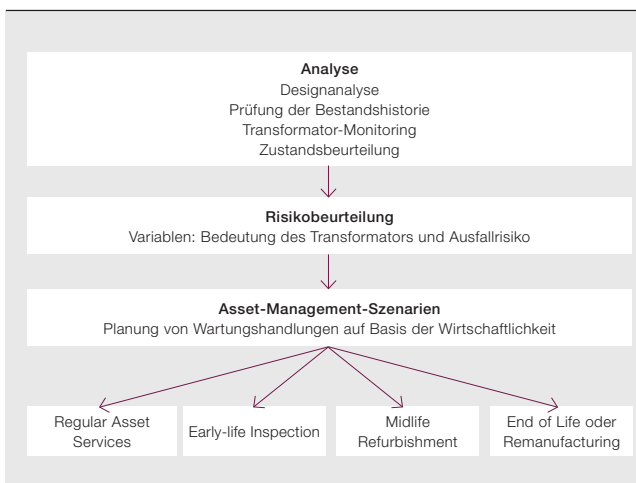 Analyse
Designanalyse
Prüfung der Bestandshistorie
Transformator-Monitoring
Zustandsbeurteilung
Risikobeurteilung
Variablen: Bedeutung des Transformators und Ausfallrisiko
Asset-Management-Szenarien
Planung von Wartungshandlungen auf Basis der Wirtschaftlichkeit
Regular Asset
Services
Early-life Inspection
Midlife
Refurbishment
End of Life oder
Remanufacturing